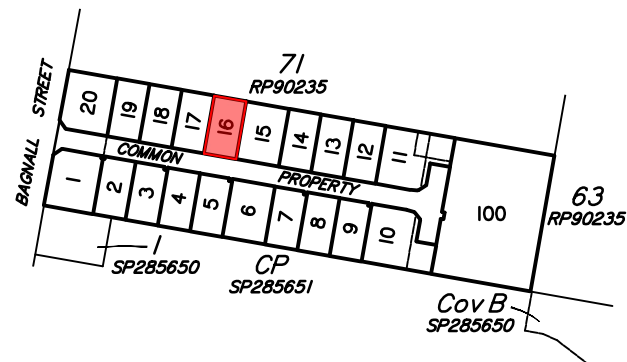 71
RP90235
BAGNALL STREET
20
19
18
17
16
15
14
13
12
11
COMMON PROPERTY
1
2
3
4
5
6
7
8
9
10
100
63
RP90235
1
SP285650
CP
SP285651
Cov B
SP285650